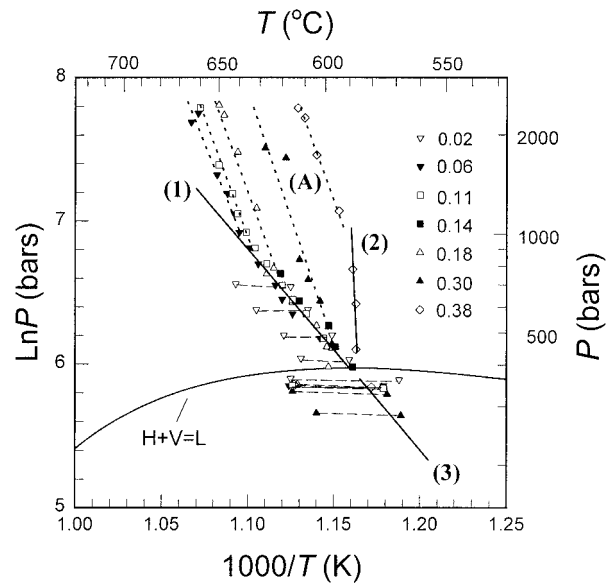 T (°C)
700 650 600 550
8
7
6
5
LnP (bars)
2000
1000
500
P (bars)
0.02
0.06
0.11
0.14
0.18
0.30
0.38
(1)
(A)
(2)
(3)
H+V=L
1.00 1.05 1.10 1.15 1.20 1.25
1000/T (K)